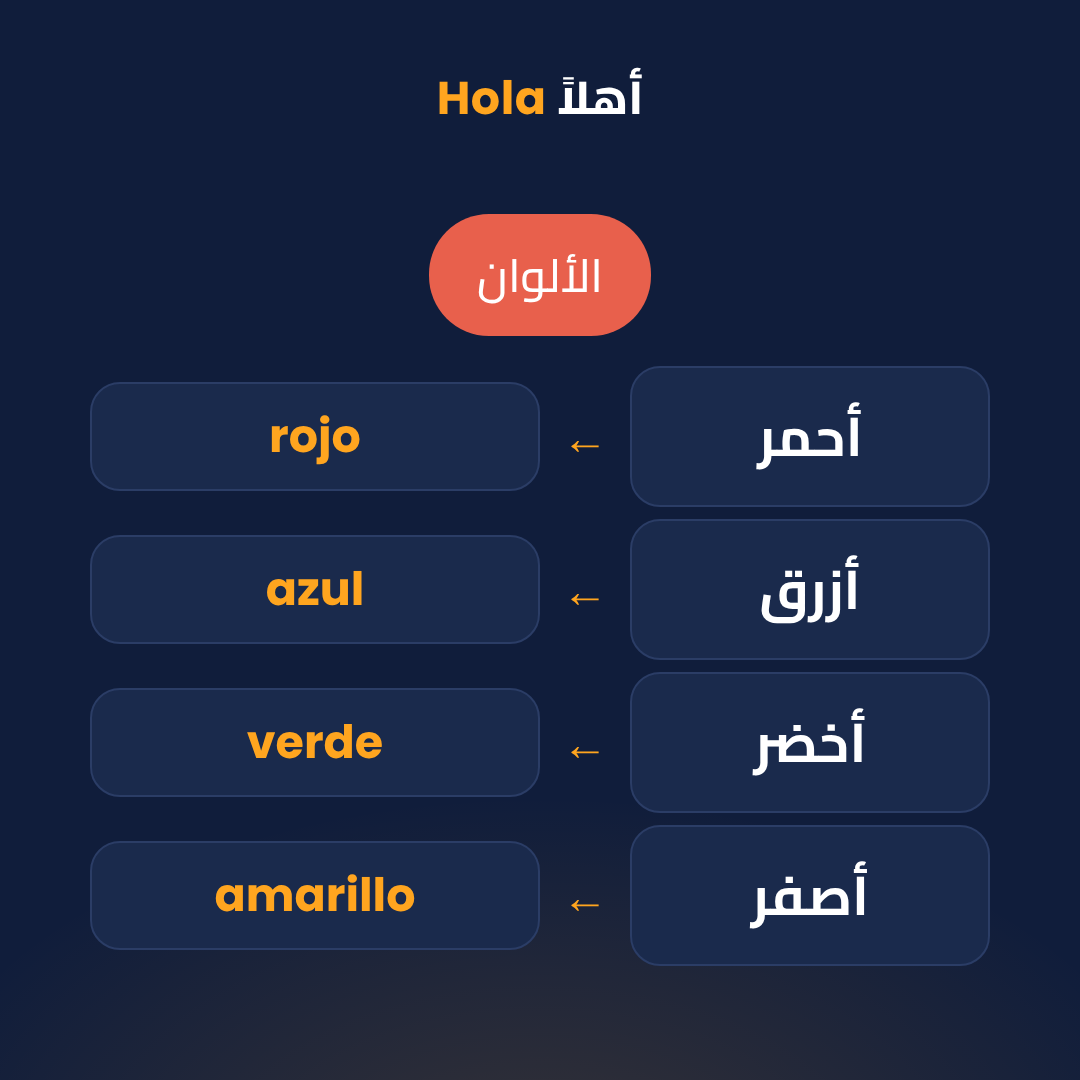 أهلاً Hola
الألوان
أحمر ← rojo
أزرق ← azul
أخضر ← verde
أصفر ← amarillo